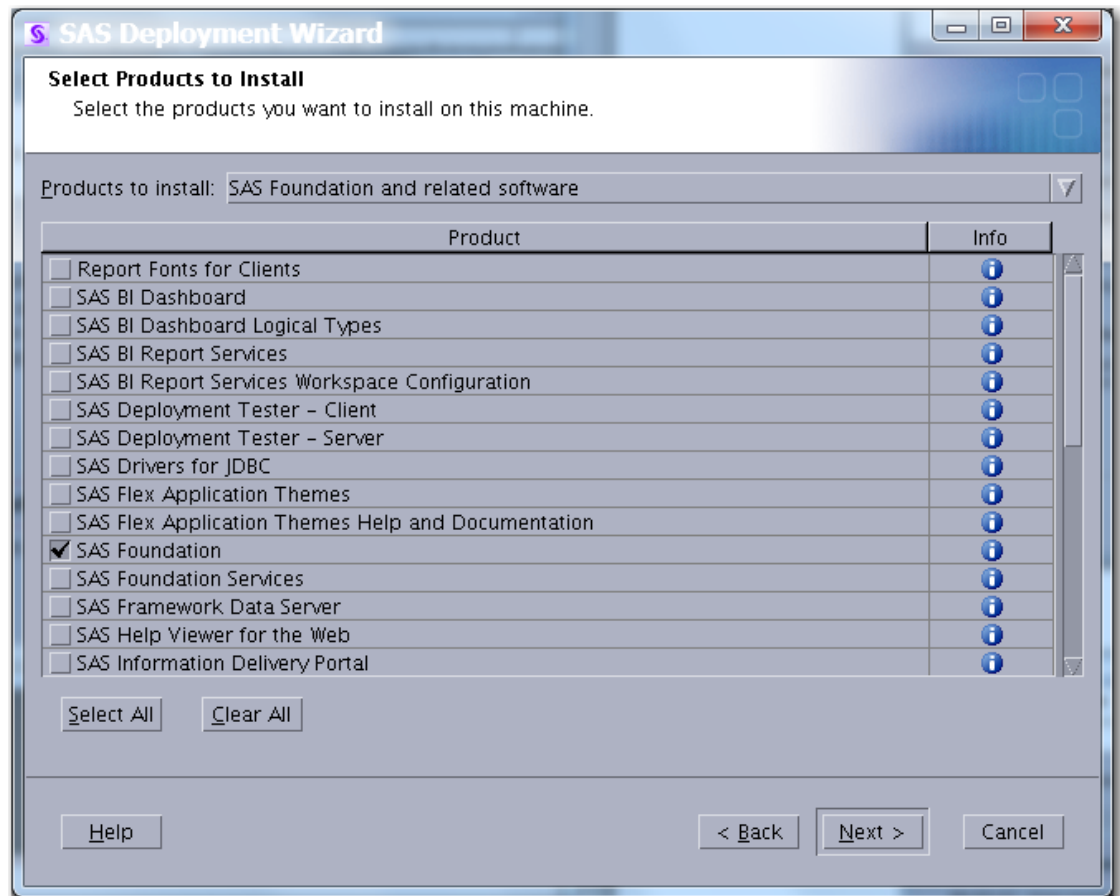 SAS Deployment Wizard
Select Products to Install
Select the products you want to install on this machine.
Products to install: SAS Foundation and related software
Product Info
Report Fonts for Clients
SAS BI Dashboard
SAS BI Dashboard Logical Types
SAS BI Report Services
SAS BI Report Services Workspace Configuration
SAS Deployment Tester – Client
SAS Deployment Tester – Server
SAS Drivers for JDBC
SAS Flex Application Themes
SAS Flex Application Themes Help and Documentation
SAS Foundation
SAS Foundation Services
SAS Framework Data Server
SAS Help Viewer for the Web
SAS Information Delivery Portal
Select All Clear All
Help < Back Next > Cancel